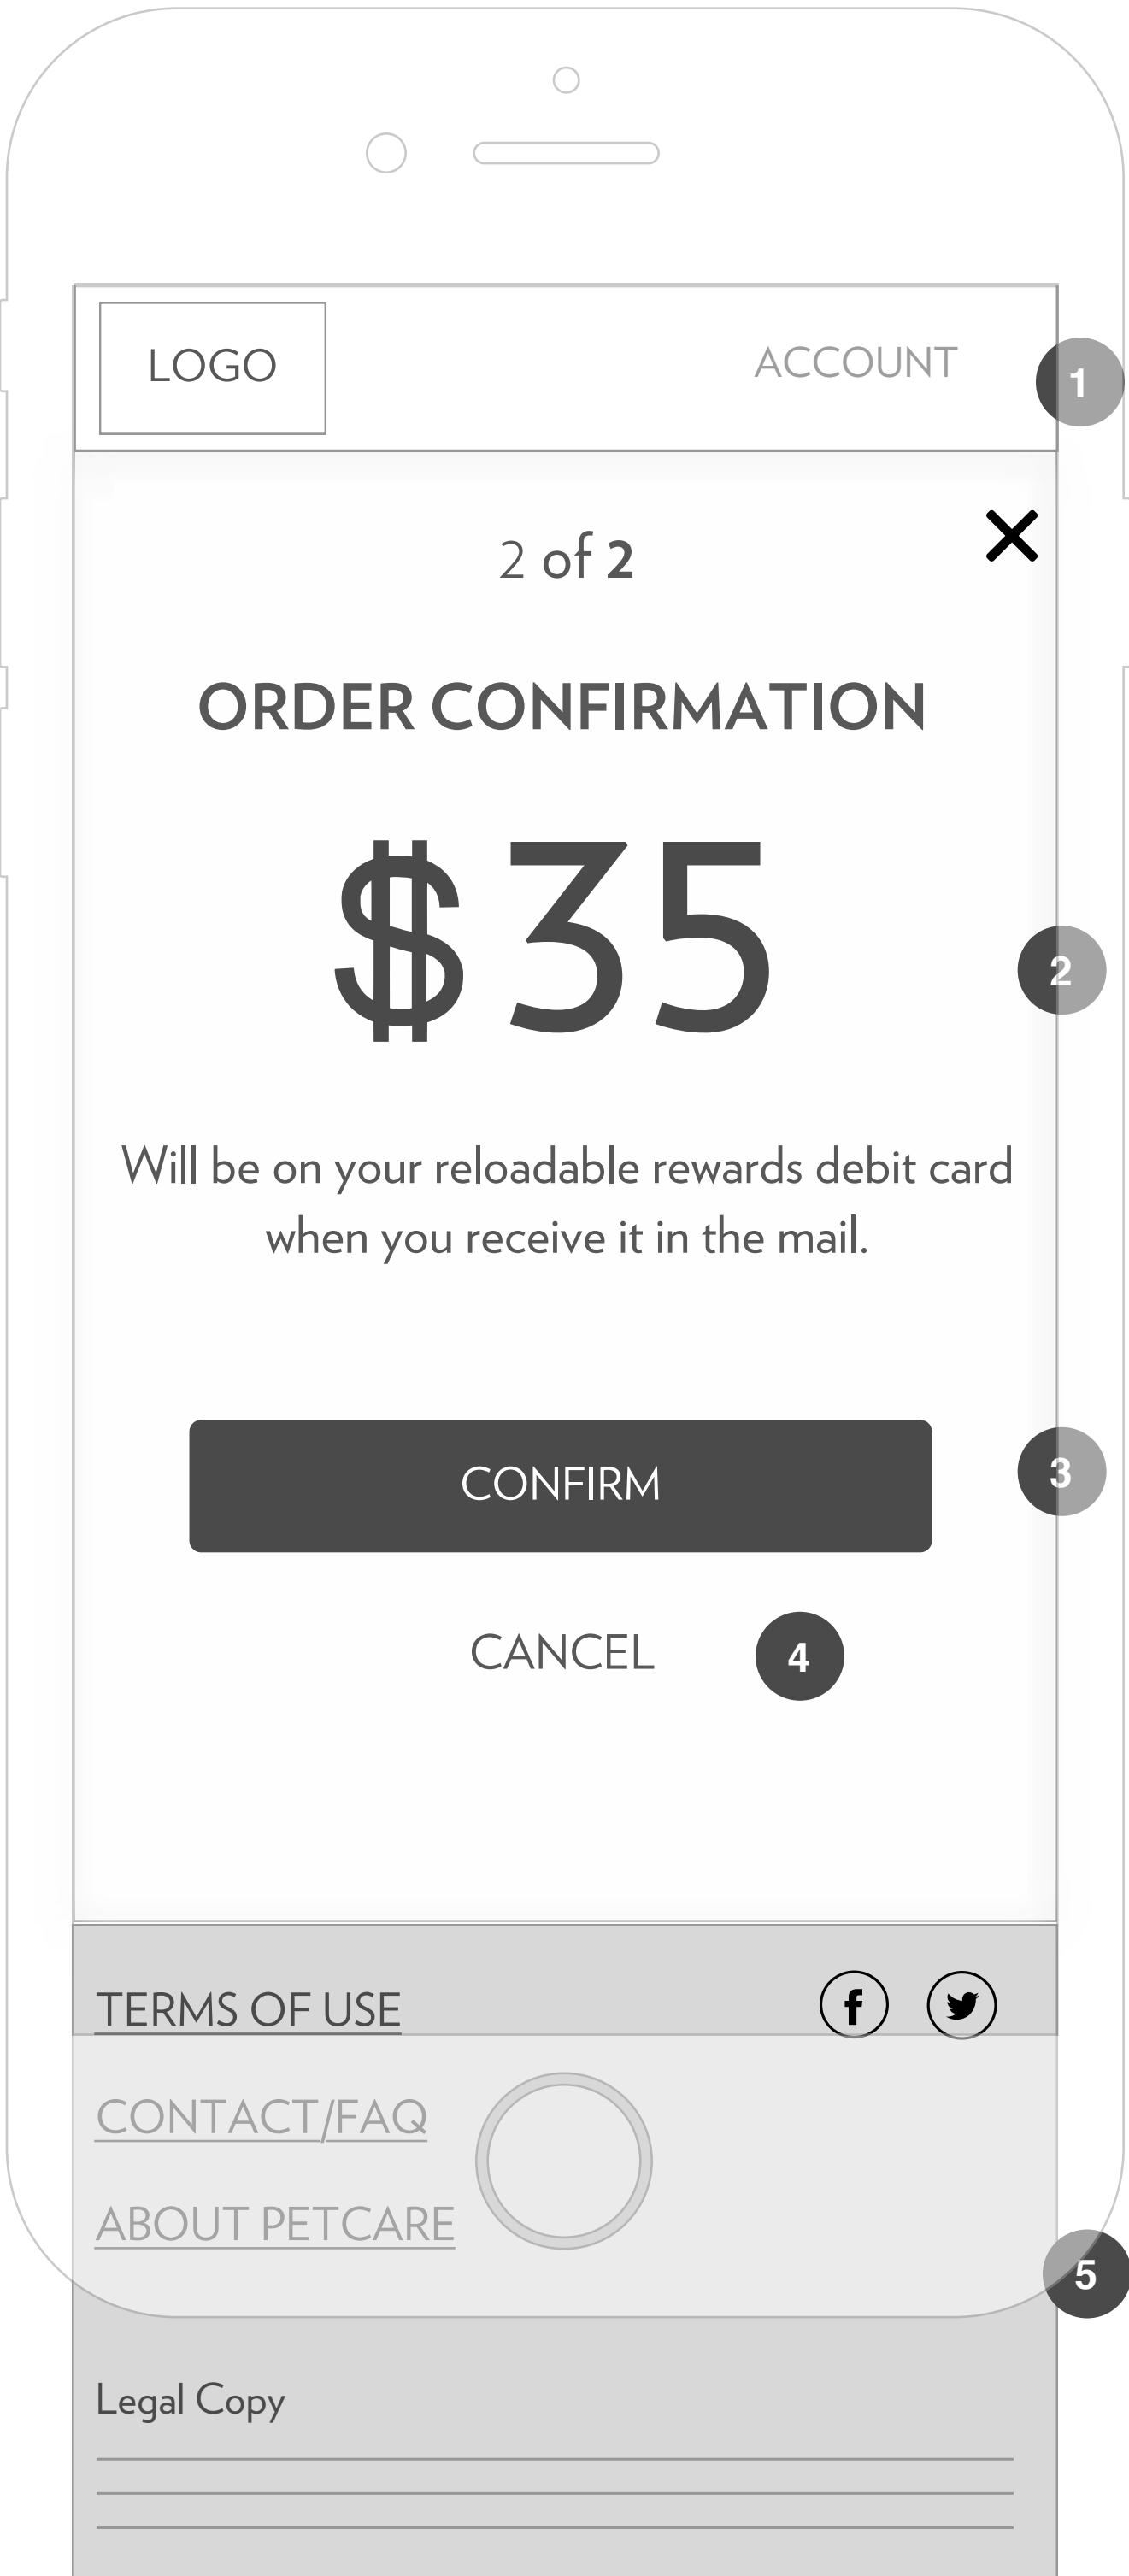 LOGO
ACCOUNT
1
2 of 2
ORDER CONFIRMATION
$35
2
Will be on your reloadable rewards debit card
when you receive it in the mail.
CONFIRM
3
CANCEL
4
TERMS OF USE
CONTACT/FAQ
ABOUT PETCARE
5
Legal Copy